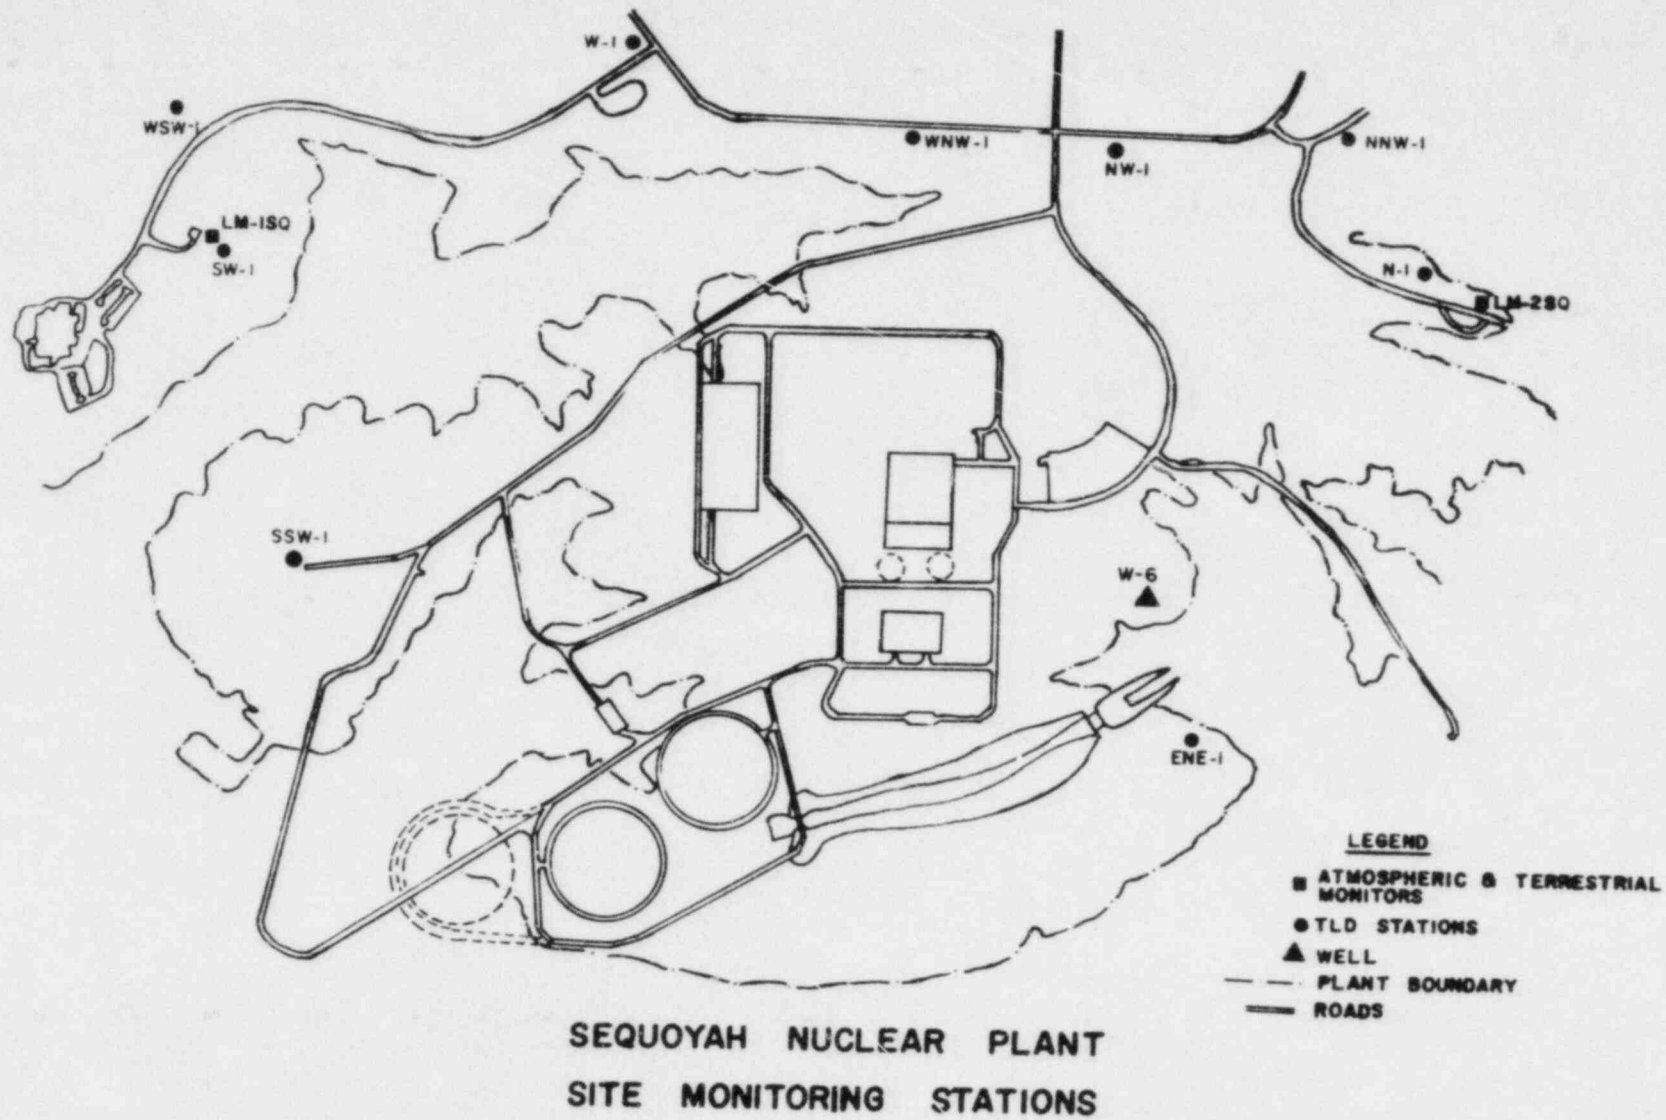 W-1
WSW-1
WNW-1
NW-1
NNW-1
LM-1SQ
SW-1
N-1
LM-2SQ
SSW-1
W-6
ENE-1
LEGEND
ATMOSPHERIC & TERRESTRIAL
MONITORS
TLD STATIONS
WELL
PLANT BOUNDARY
ROADS
SEQUOYAH NUCLEAR PLANT
SITE MONITORING STATIONS